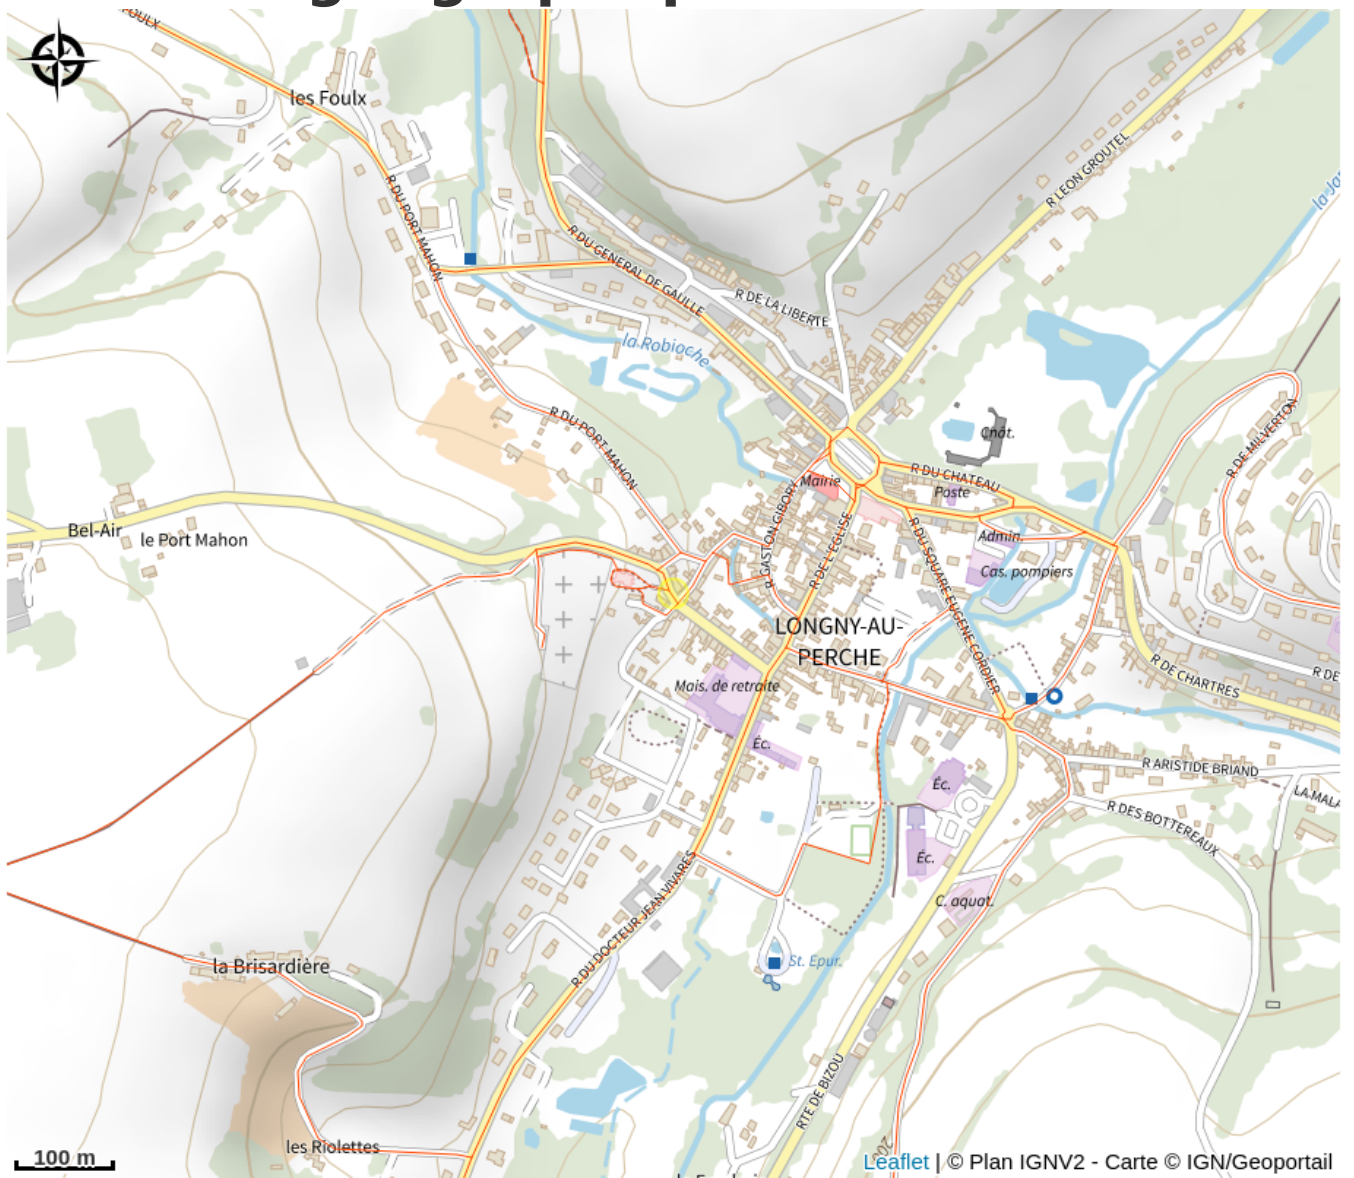 les Foulx
R DU PORT MAHON
R LEON GROUTEL
R DU GENERAL DE GAULLE
R DE LA LIBERTE
la Robioche
R DE MILVERTON
R DU PORT MAHON
Chât.
R DU CHATEAU
Mairie
Poste
R GASTON GIBORY
R DE L'EGLISE
Bel-Air
le Port Mahon
Admin.
Cas. pompiers
R DU SQUARE EUGENE CORDIER
LONGNY-AU-
PERCHE
R DE CHARTRES
R DE
Mais. de retraite
Éc.
R ARISTIDE BRIAND
Éc.
R DES BOTTEREAUX
Éc.
R DU DOCTEUR JEAN VIVARES
C. aquat.
la Brisardière
St. Epur.
RTE DE BIZOU
les Riolettes
100 m
Leaflet | © Plan IGNV2 - Carte © IGN/Geoportail